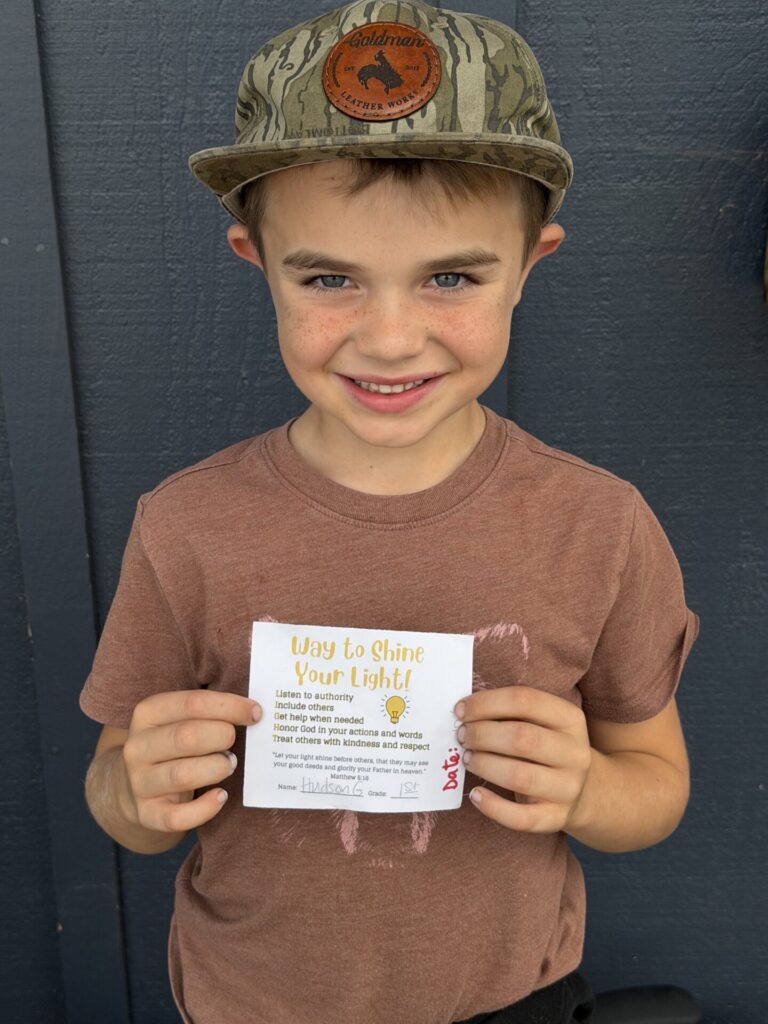 Goldman
EST 2017
LEATHER WORKS
BOTTOMLAND
Way to Shine
Your Light!
Listen to authority
Include others
Get help when needed
Honor God in your actions and words
Treat others with kindness and respect
"Let your light shine before others, that they may see
your good deeds and glorify your Father in heaven."
Matthew 5:16
Name: Hudson G Grade: 1st
Date: